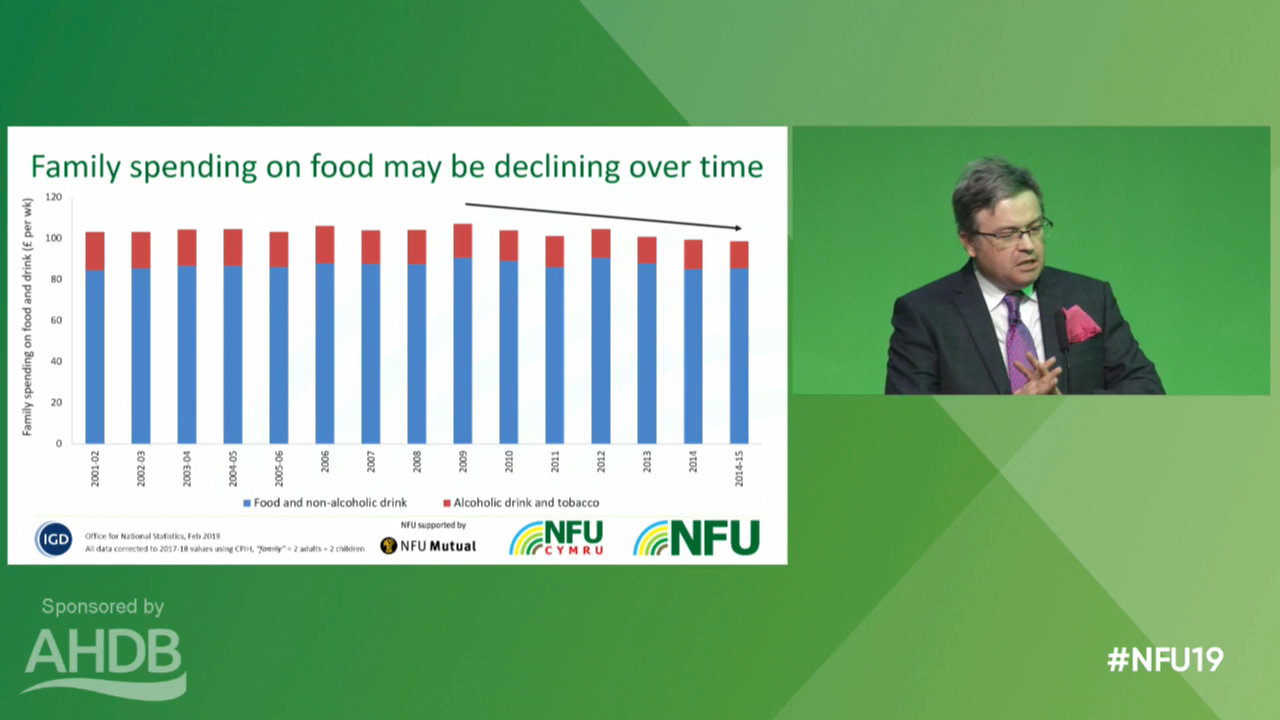 Family spending on food may be declining over time
Family spending on food and drink (£ per wk)
120
100
80
60
40
20
0
2001-02
2002-03
2003-04
2004-05
2005-06
2006
2007
2008
2009
2010
2011
2012
2013
2014
2014-15
Food and non-alcoholic drink
Alcoholic drink and tobacco
IGD
Office for National Statistics, Feb 2019
All data corrected to 2017-18 values using CPIH, "family" = 2 adults + 2 children
NFU supported by
NFU Mutual
NFU
CYMRU
NFU
Sponsored by
AHDB
#NFU19